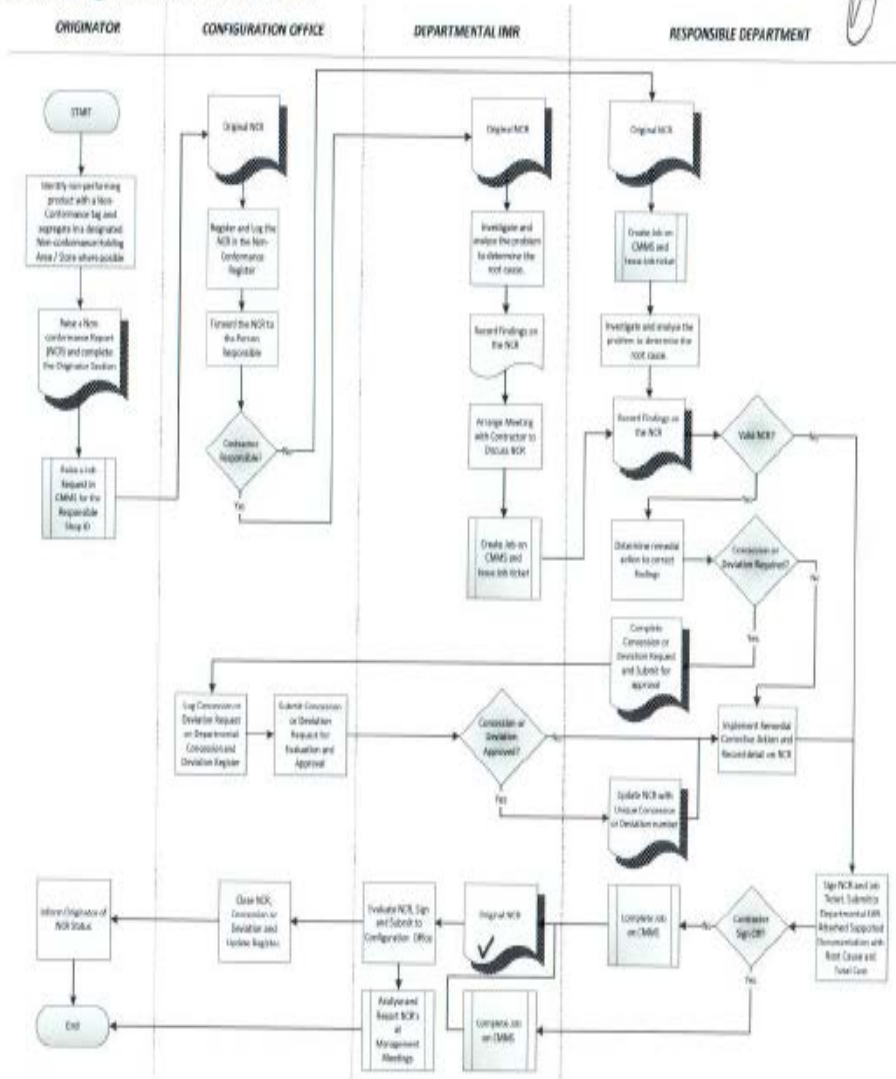 ORIGINATOR
CONFIGURATION OFFICE
DEPARTMENTAL IMR
RESPONSIBLE DEPARTMENT
START
Identify non-performing
product with a Non-
Conformance tag and
segregate in a designated
Non-conformance Holding
Area / Store where possible
Raise a Non-
conformance Report
(NCR) and complete
the Originator Section
Raise a Job
Request in
CMMS for the
Responsible
Shop ID
Original NCR
Register and Log the
NCR in the Non-
Conformance
Register
Forward the NCR to
the Person
Responsible
Contractor
Responsible?
No
Yes
Original NCR
Investigate and
analyse the problem
to determine the
root cause.
Record Findings on
the NCR
Arrange Meeting
with Contractor to
Discuss NCR
Create Job on
CMMS and
Issue Job ticket
Original NCR
Create Job on
CMMS and
Issue Job ticket
Investigate and analyse the
problem to determine the
root cause.
Record Findings on
the NCR
Valid NCR?
No
Yes
Determine remedial
action to correct
findings
Concession or
Deviation Required?
No
Yes
Complete
Concession or
Deviation Request
and Submit for
approval
Log Concession or
Deviation Request
on Departmental
Concession and
Deviation Register
Submit Concession
or Deviation
Request for
Evaluation and
Approval
Concession or
Deviation
Approved?
No
Yes
Implement Remedial
Corrective Action and
Record detail on NCR
Update NCR with
Unique Concession
or Deviation number
Sign NCR and Job
Ticket. Submit to
Departmental IMR
Attached Supported
Documentation with
Root Cause and
Total Cost
Contractor
Sign Off?
No
Yes
Complete Job
on CMMS
Original NCR
Evaluate NCR, Sign
and Submit to
Configuration Office
Close NCR,
Concession or
Deviation and
Update Register
Inform Originator of
NCR Status
End
Analyse and
Report NCR's
at
Management
Meetings
Complete Job
on CMMS